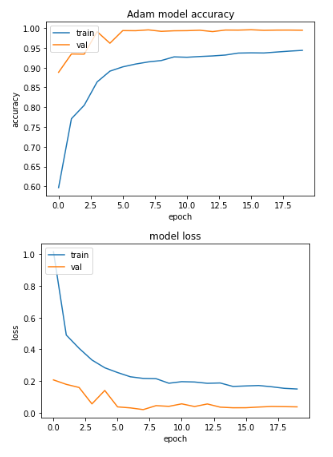 Adam model accuracy
train
val
1.00
0.95
0.90
0.85
0.80
0.75
0.70
0.65
0.60
accuracy
0.0 2.5 5.0 7.5 10.0 12.5 15.0 17.5
epoch
model loss
train
val
1.0
0.8
0.6
0.4
0.2
0.0
loss
0.0 2.5 5.0 7.5 10.0 12.5 15.0 17.5
epoch